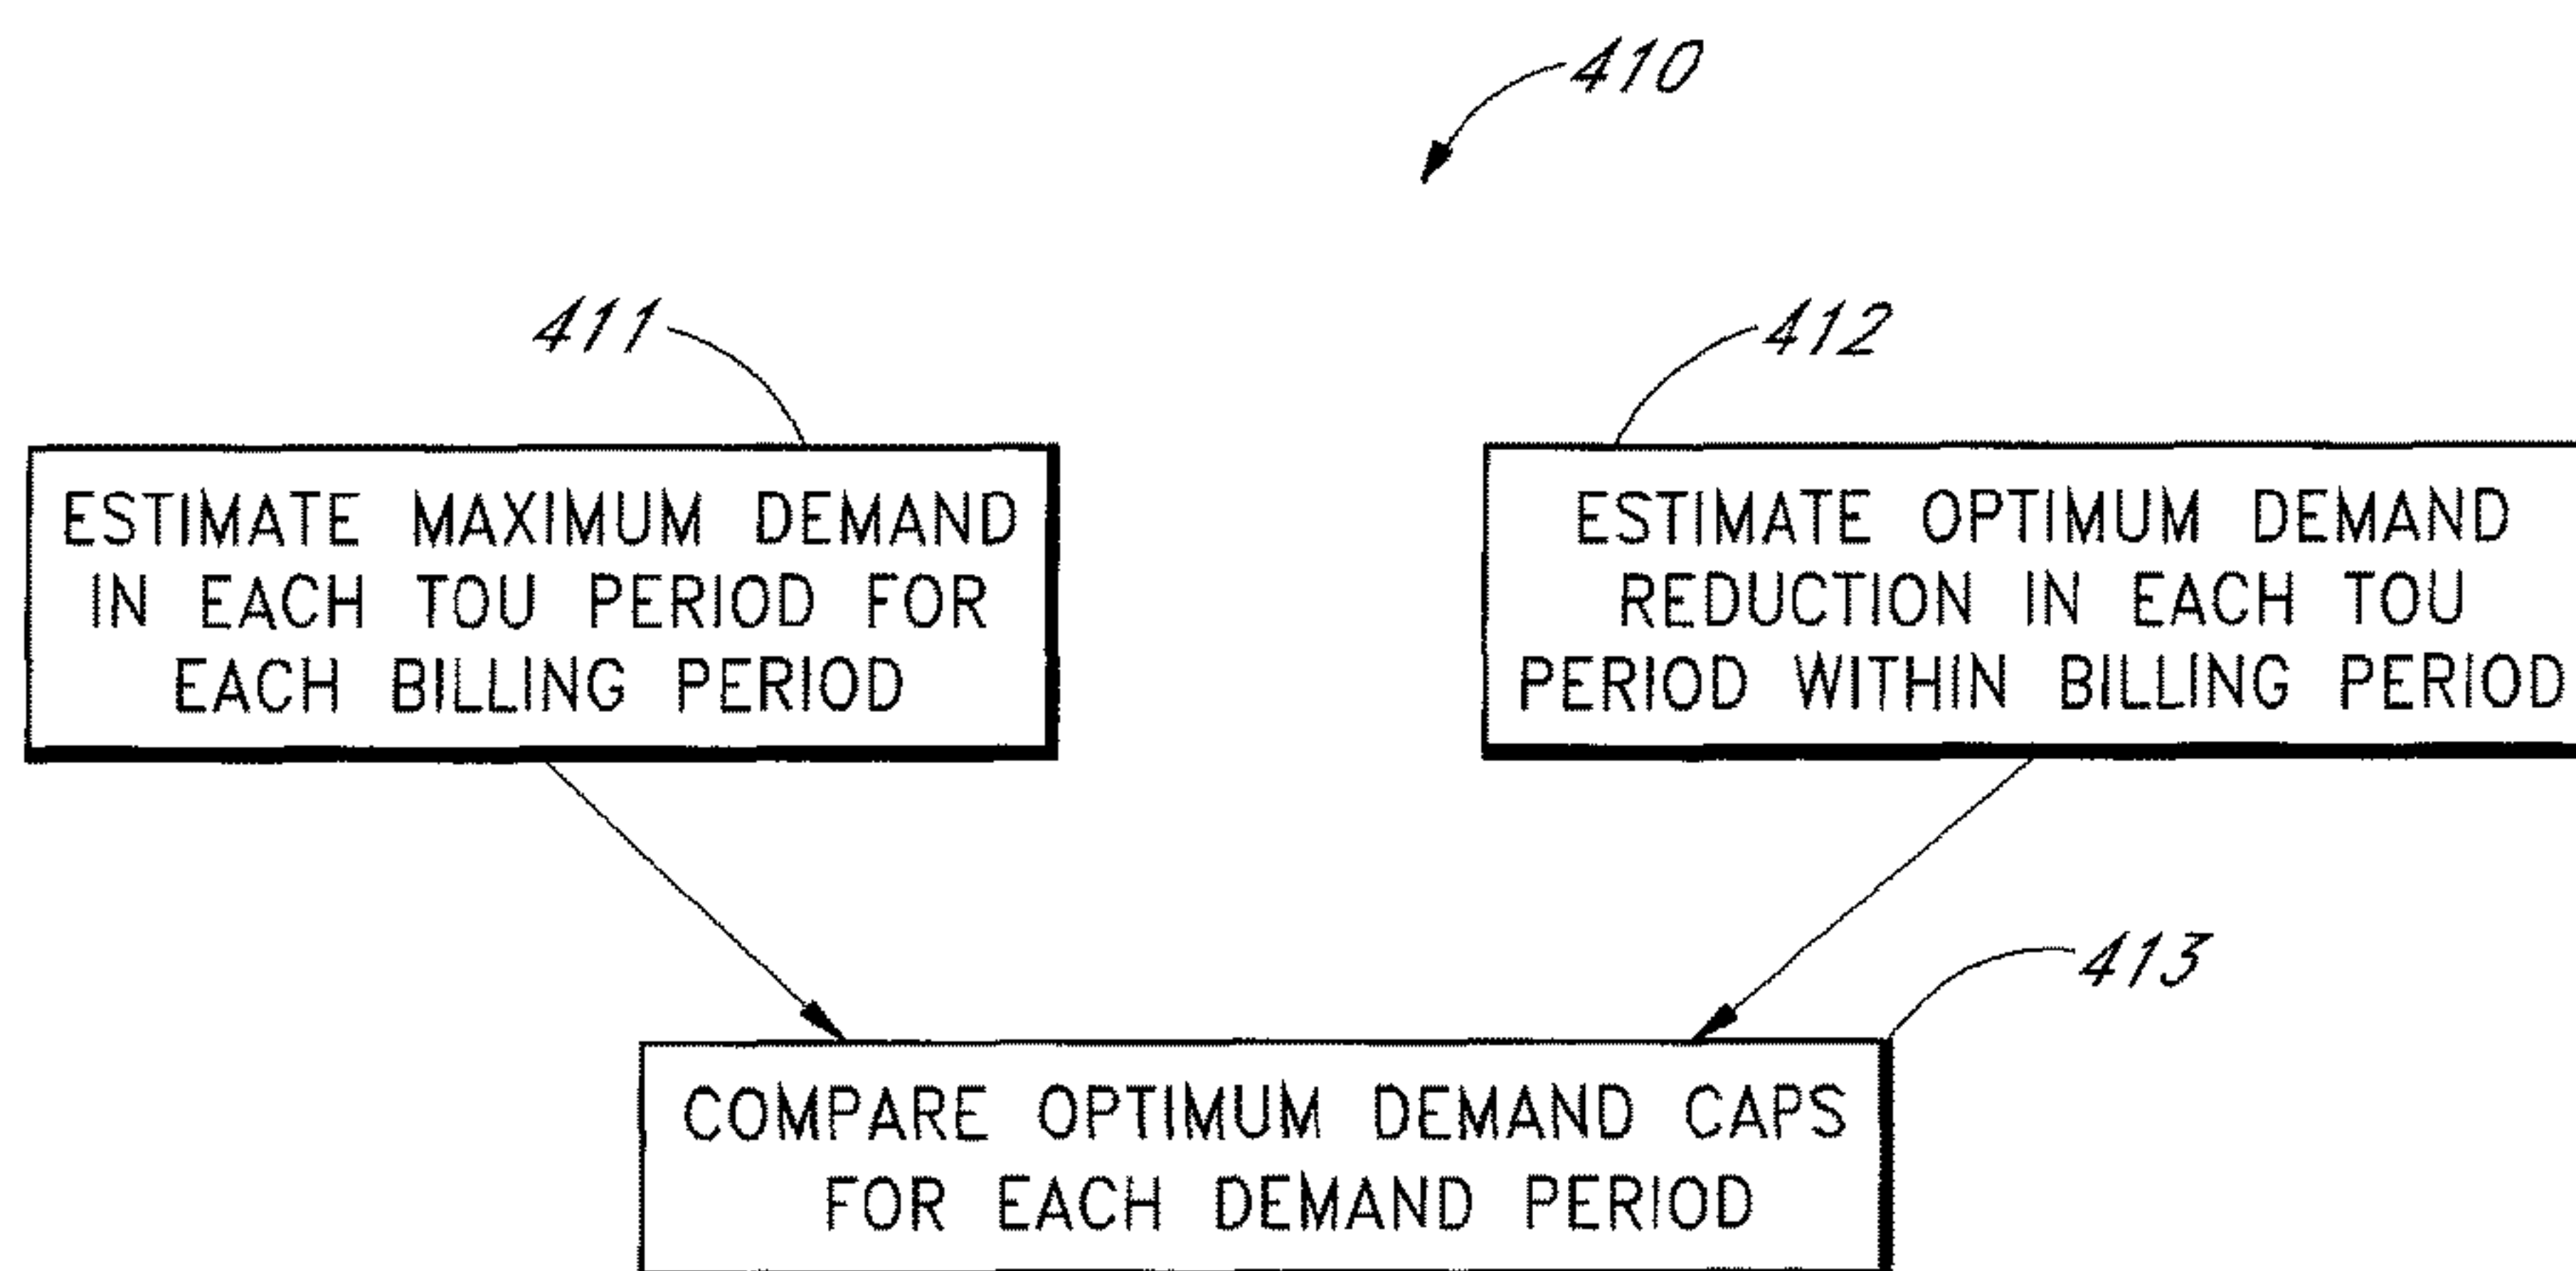 410
411
412
ESTIMATE MAXIMUM DEMAND
IN EACH TOU PERIOD FOR
EACH BILLING PERIOD
ESTIMATE OPTIMUM DEMAND
REDUCTION IN EACH TOU
PERIOD WITHIN BILLING PERIOD
413
COMPARE OPTIMUM DEMAND CAPS
FOR EACH DEMAND PERIOD